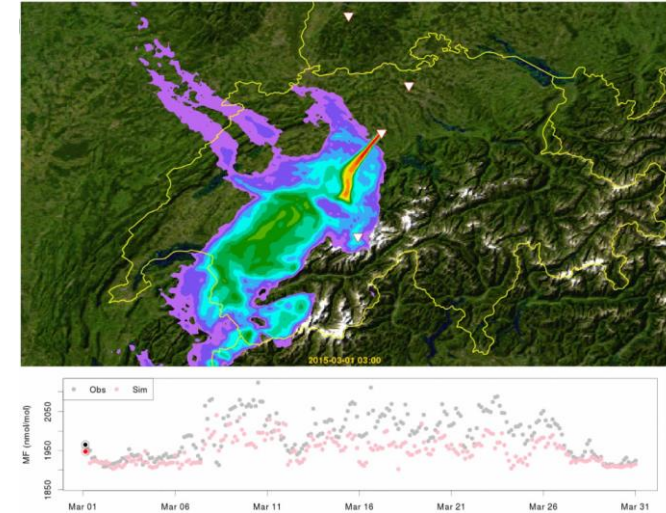 2015-03-01 03:00
Obs Sim
MF (nmol/mol)
2050
1950
1850
Mar 01 Mar 06 Mar 11 Mar 16 Mar 21 Mar 26 Mar 31